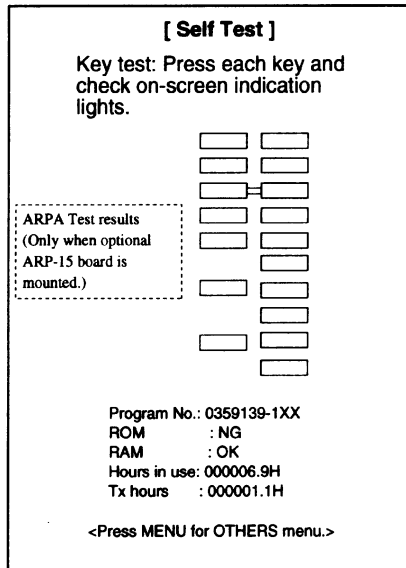 [ Self Test ]
Key test: Press each key and
check on-screen indication
lights.
ARPA Test results
(Only when optional
ARP-15 board is
mounted.)
Program No.: 0359139-1XX
ROM : NG
RAM : OK
Hours in use: 000006.9H
Tx hours : 000001.1H
<Press MENU for OTHERS menu.>